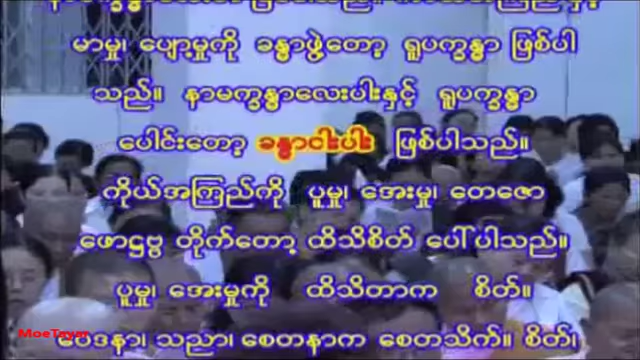 မာမှု၊ ပျော့မှုကို ခန္ဓာဖွဲ့တော့ ရူပက္ခန္ဓာ ဖြစ်ပါ
သည်။ နာမက္ခန္ဓာလေးပါးနှင့် ရူပက္ခန္ဓာ
ပေါင်းတော့ ခန္ဓာငါးပါး ဖြစ်ပါသည်။
ကိုယ်အကြည်ကို ပူမှု၊ အေးမှု၊ တေဇော
ဖောဋ္ဌဗ္ဗ တိုက်တော့ ထိသိစိတ် ပေါ်ပါသည်။
ပူမှု၊ အေးမှုကို ထိသိတာက စိတ်။
ဝေဒနာ၊ သညာ၊ စေတနာက စေတသိက်။ စိတ်၊